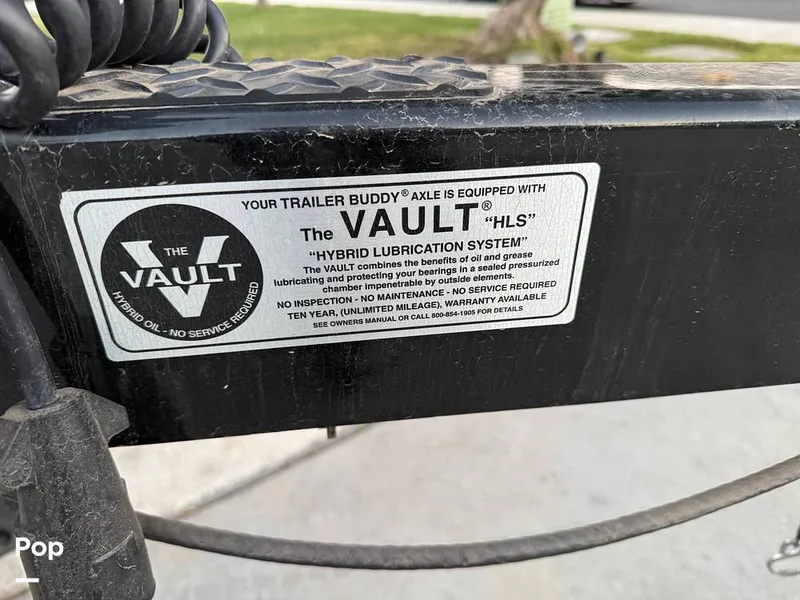 YOUR TRAILER BUDDY® AXLE IS EQUIPPED WITH
The VAULT® "HLS"
"HYBRID LUBRICATION SYSTEM"
The VAULT combines the benefits of oil and grease
lubricating and protecting your bearings in a sealed pressurized
chamber impenetrable by outside elements.
NO INSPECTION - NO MAINTENANCE - NO SERVICE REQUIRED
TEN YEAR, (UNLIMITED MILEAGE), WARRANTY AVAILABLE
SEE OWNERS MANUAL OR CALL 800-854-1905 FOR DETAILS
THE
VAULT
V
HYBRID OIL - NO SERVICE REQUIRED
Pop